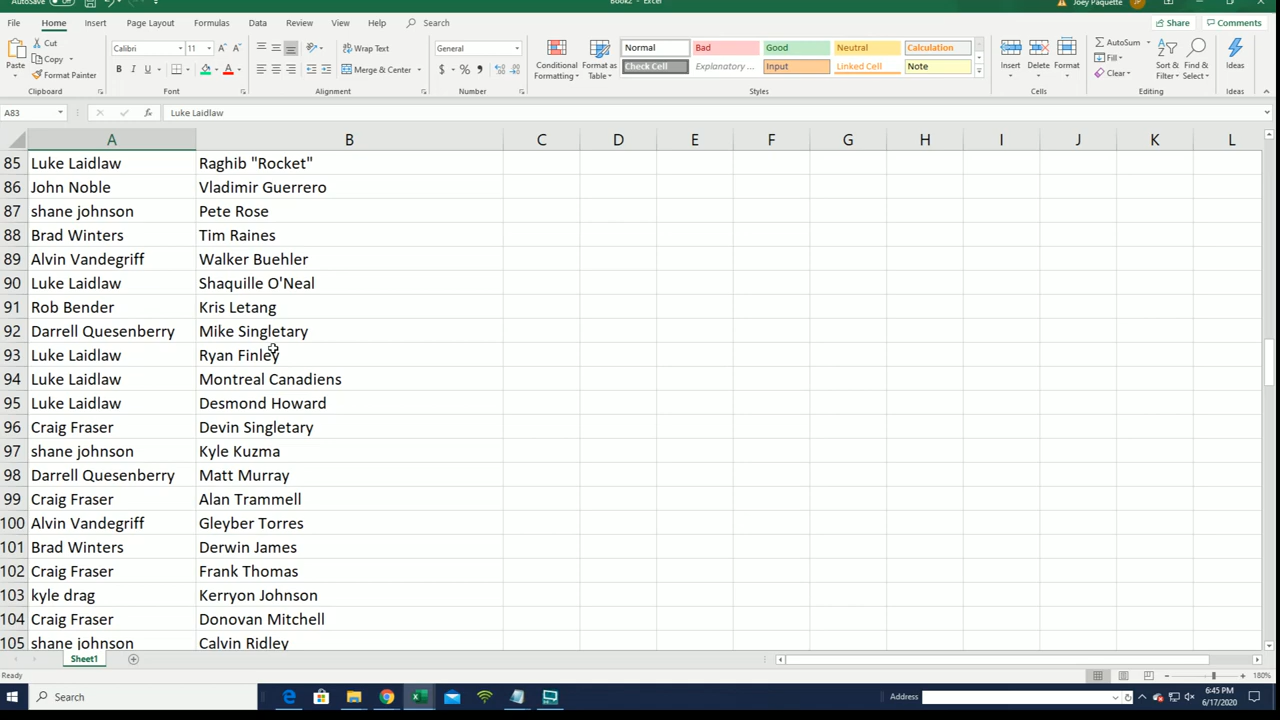 AutoSave Off
Book2 - Excel
Joey Paquette JP
File Home Insert Page Layout Formulas Data Review View Help Search Share Comments
Paste Cut Copy Format Painter
Calibri 11
B I U
Wrap Text
Merge & Center
General
$ % ,
Conditional Formatting Format as Table
Normal Bad Good Neutral Calculation
Check Cell Explanatory ... Input Linked Cell Note
Insert Delete Format
AutoSum Fill Clear
Sort & Filter Find & Select
Ideas
Clipboard Font Alignment Number Styles Cells Editing Ideas
A83 fx Luke Laidlaw
A B C D E F G H I J K L
85 Luke Laidlaw Raghib "Rocket"
86 John Noble Vladimir Guerrero
87 shane johnson Pete Rose
88 Brad Winters Tim Raines
89 Alvin Vandegriff Walker Buehler
90 Luke Laidlaw Shaquille O'Neal
91 Rob Bender Kris Letang
92 Darrell Quesenberry Mike Singletary
93 Luke Laidlaw Ryan Finley
94 Luke Laidlaw Montreal Canadiens
95 Luke Laidlaw Desmond Howard
96 Craig Fraser Devin Singletary
97 shane johnson Kyle Kuzma
98 Darrell Quesenberry Matt Murray
99 Craig Fraser Alan Trammell
100 Alvin Vandegriff Gleyber Torres
101 Brad Winters Derwin James
102 Craig Fraser Frank Thomas
103 kyle drag Kerryon Johnson
104 Craig Fraser Donovan Mitchell
105 shane johnson Calvin Ridley
Sheet1
Ready
180%
Search
Address
6:45 PM
6/17/2020